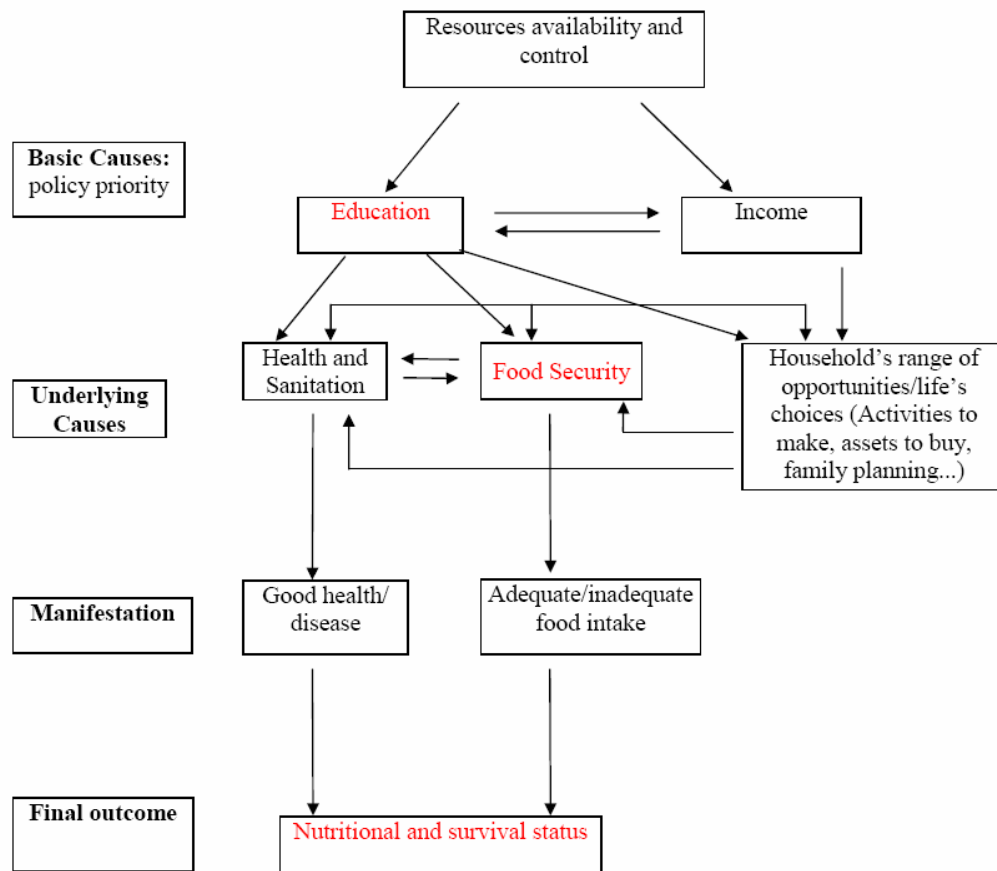 Resources availability and
control
Basic Causes:
policy priority
Education
Income
Health and
Sanitation
Food Security
Household’s range of
opportunities/life’s
choices (Activities to
make, assets to buy,
family planning...)
Underlying
Causes
Manifestation
Good health/
disease
Adequate/inadequate
food intake
Final outcome
Nutritional and survival status